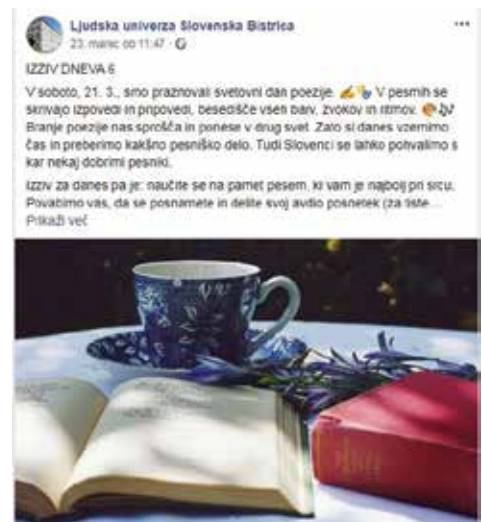 Ljudska univerza Slovenska Bistrica
23. marec ob 11:47
IZZIV DNEVA 6
V soboto, 21. 3., smo praznovali svetovni dan poezije. ✍️🎭 V pesmih se
skrivajo izpovedi in pripovedi, besedišče vseh barv, zvokov in ritmov. 🎨🎶
Branje poezije nas sprošča in ponese v drug svet. Zato si danes vzemimo
čas in preberimo kakšno pesniško delo. Tudi Slovenci se lahko pohvalimo s
kar nekaj dobrimi pesniki.
Izziv za danes pa je: naučite se na pamet pesem, ki vam je najbolj pri srcu.
Povabimo vas, da se posnamete in delite svoj avdio posnetek (za tiste...
Prikaži več